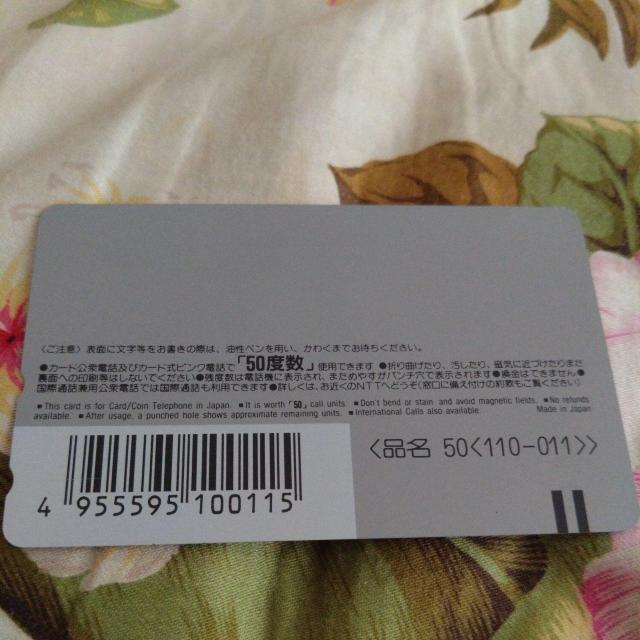 〈ご注意〉表面に文字等をお書きの際は、油性ペンを用い、かわくまでお待ちください。
●カード公衆電話及びカード式ピンク電話で「50度数」使用できます●折り曲げたり、汚したり、磁気に近づけたりまた
裏面への印刷等はしないでください●残度数は電話機に表示され、まためやすがパンチ穴で表示されます●換金はできません●
国際通話兼用公衆電話では国際通話も利用できます●詳しくは、お近くのNTTへどうぞ(窓口に備え付けの約款もご覧ください)
■This card is for Card/Coin Telephone in Japan ■It is worth「50」call units. ■Don't bend or stain and avoid magnetic fields. ■No refunds
available. ■After usage, a punched hole shows approximate remaining units. ■International Calls also available. Made in Japan
〈品名 50〈110-011〉〉
4 955595 100115